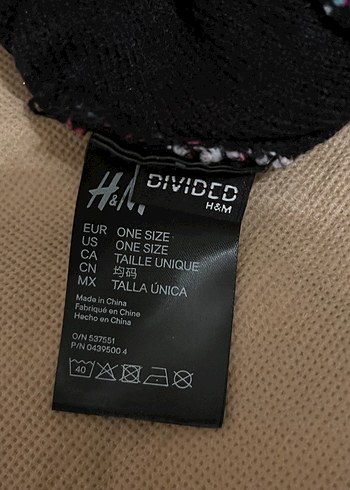 H&M DIVIDED
H&M
EUR ONE SIZE
US ONE SIZE
CA TAILLE UNIQUE
CN 均码
MX TALLA ÚNICA
Made in China
Fabriqué en Chine
Hecho en China
O/N 537551
P/N 0439500 4
40